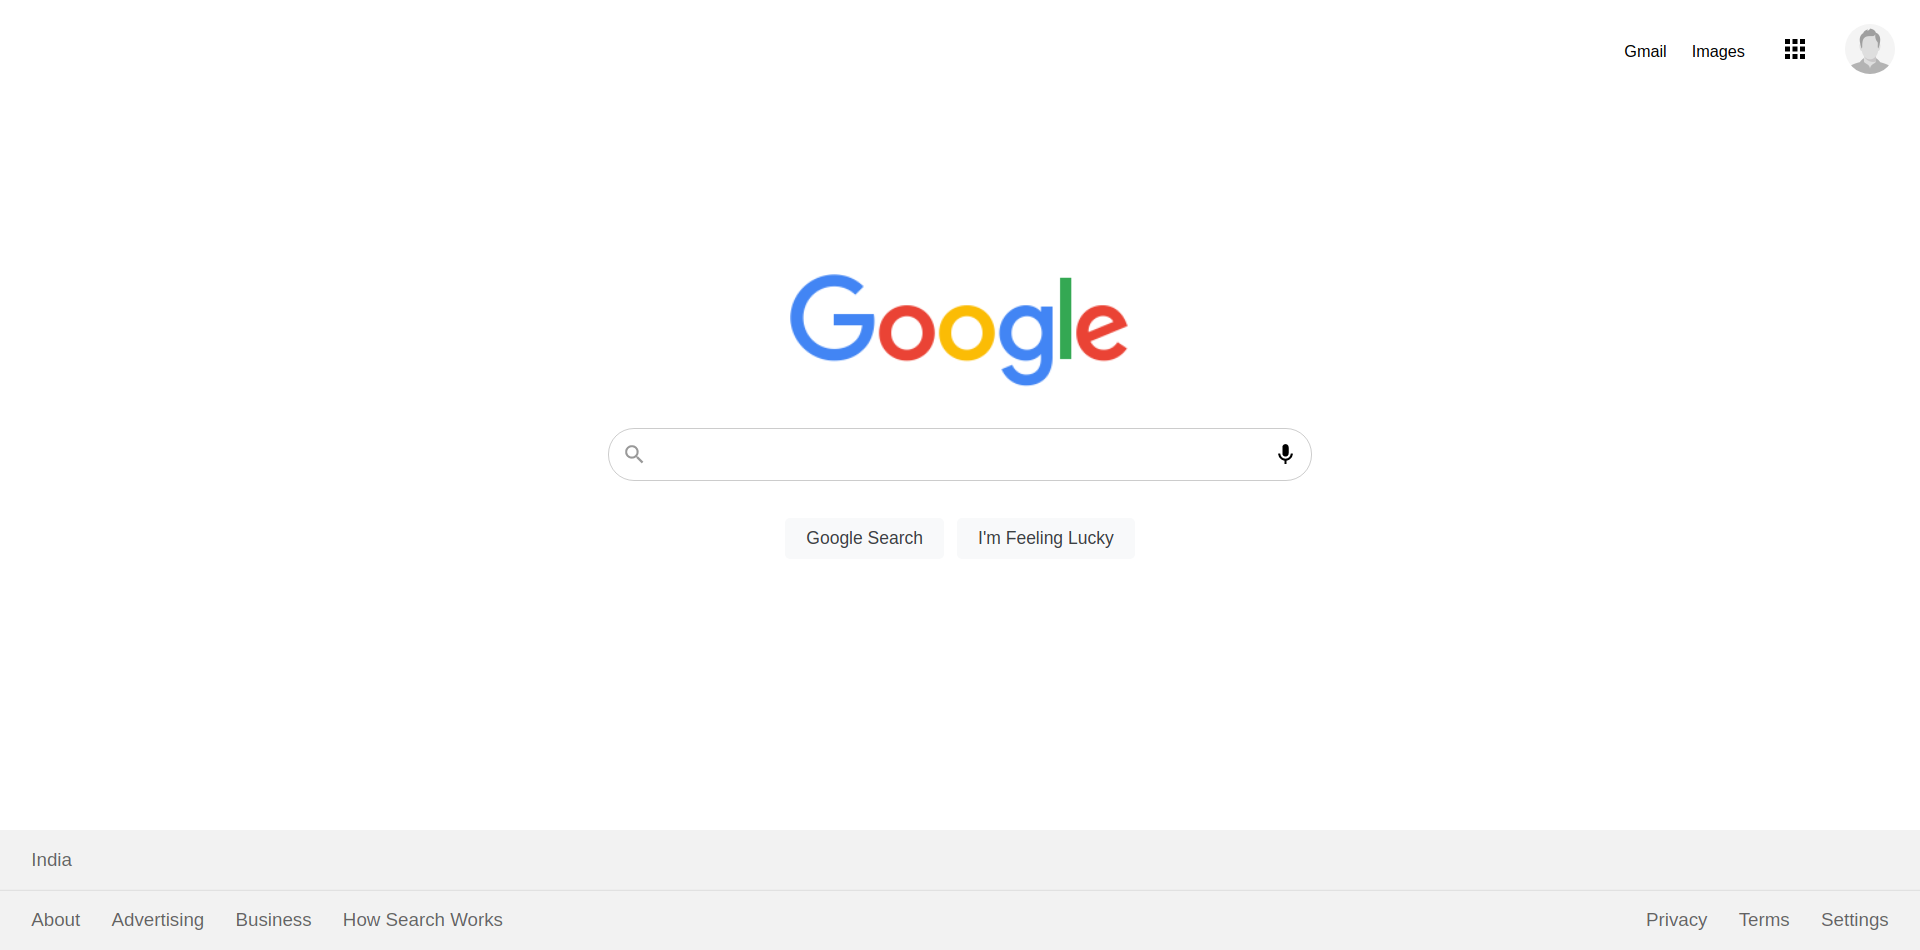 Gmail Images
Google
Google Search I'm Feeling Lucky
India
About Advertising Business How Search Works Privacy Terms Settings